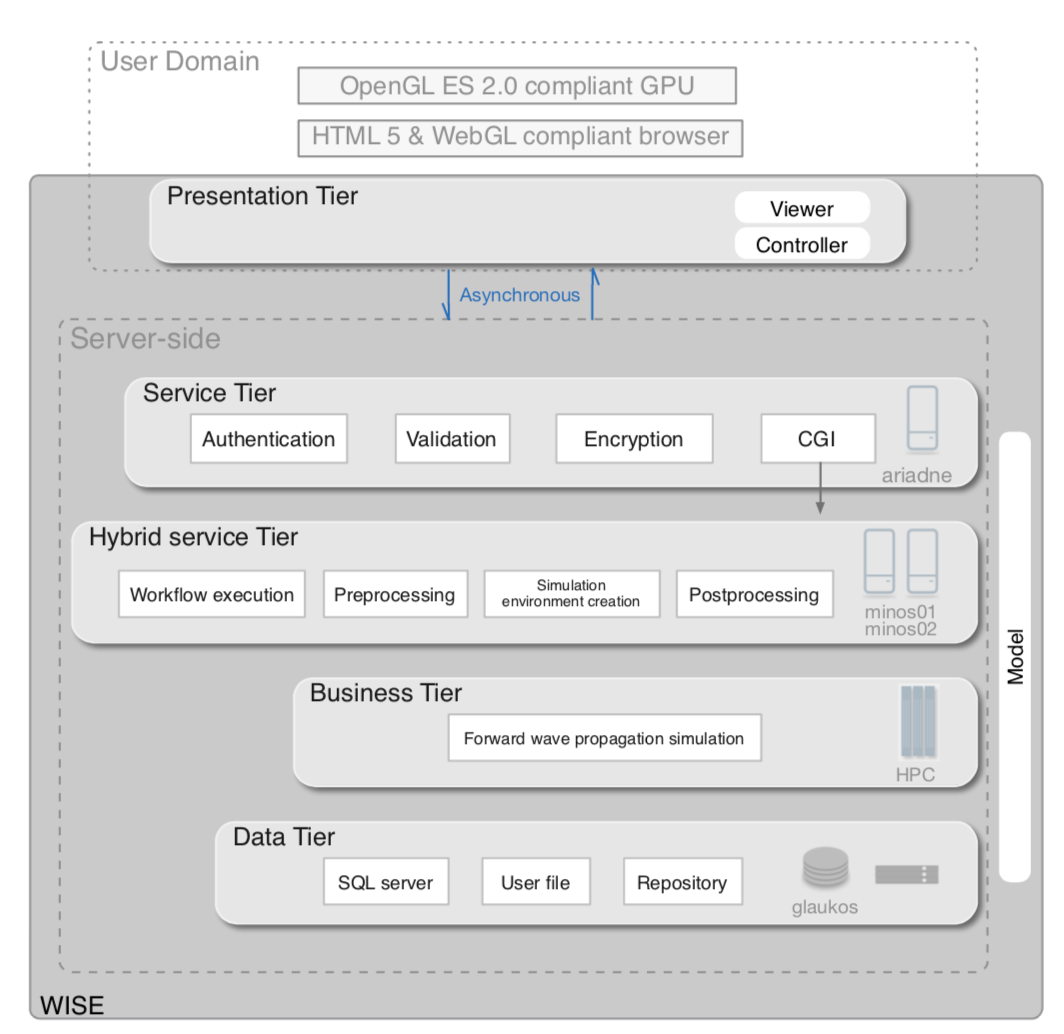 User Domain
OpenGL ES 2.0 compliant GPU
HTML 5 & WebGL compliant browser
Presentation Tier
Viewer
Controller
Asynchronous
Server-side
Service Tier
Authentication
Validation
Encryption
CGI
ariadne
Hybrid service Tier
Workflow execution
Preprocessing
Simulation
environment creation
Postprocessing
minos01
minos02
Business Tier
Forward wave propagation simulation
HPC
Data Tier
SQL server
User file
Repository
glaukos
Model
WISE